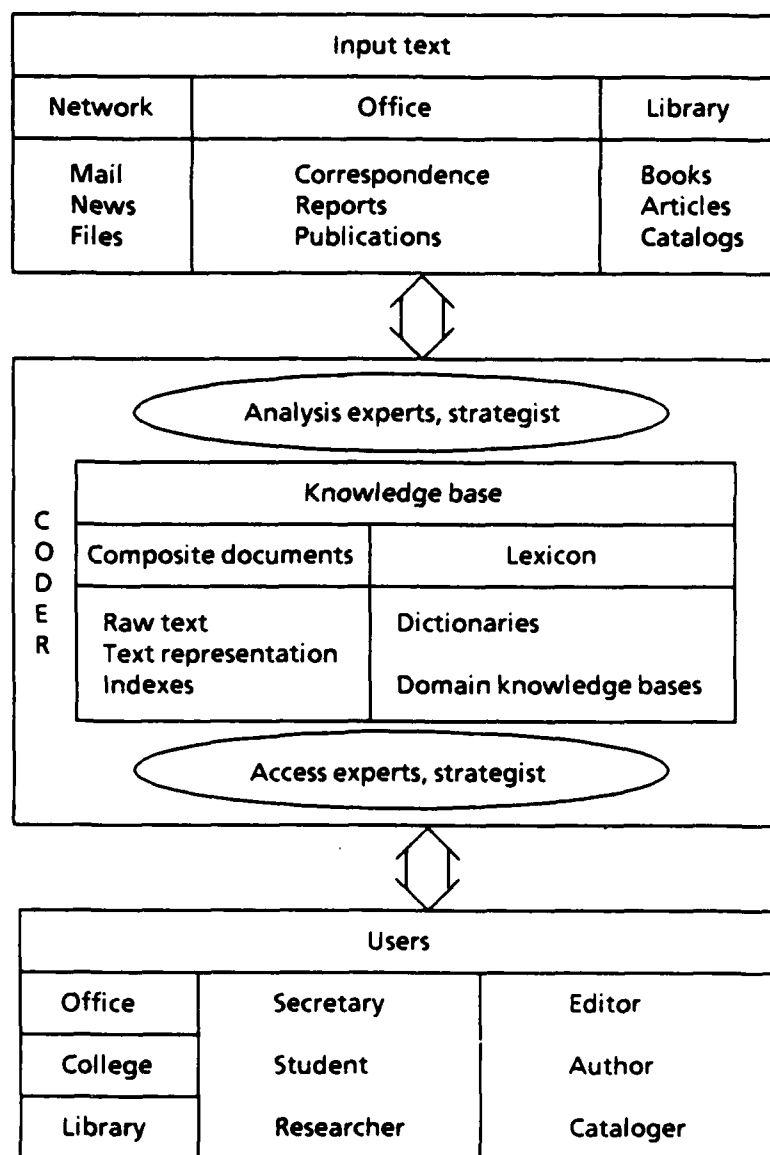 Input text
Network Office Library
Mail Correspondence Books
News Reports Articles
Files Publications Catalogs
Analysis experts, strategist
CODER
Knowledge base
Composite documents Lexicon
Raw text Dictionaries
Text representation
Indexes Domain knowledge bases
Access experts, strategist
Users
Office Secretary Editor
College Student Author
Library Researcher Cataloger